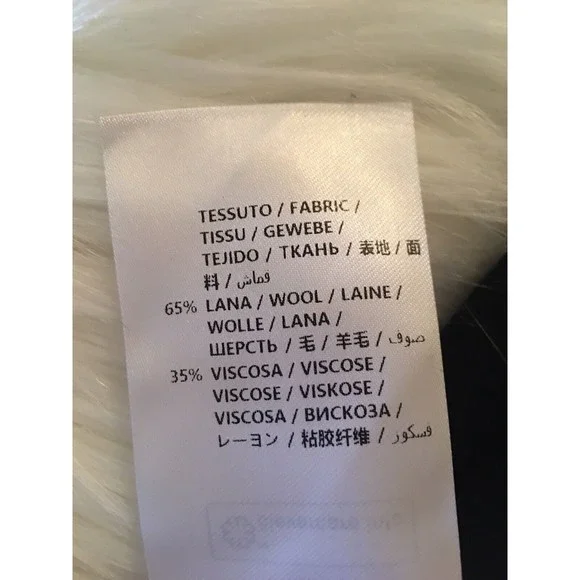 TESSUTO / FABRIC /
TISSU / GEWEBE /
TEJIDO / ТКАНЬ / 表地 / 面
料 / قماش /
65% LANA / WOOL / LAINE /
WOLLE / LANA /
ШЕРСТЬ / 毛 / 羊毛 / صوف /
35% VISCOSA / VISCOSE /
VISCOSE / VISKOSE /
VISCOSA / ВИСКОЗА /
レーヨン / 粘胶纤维 / فسكور /